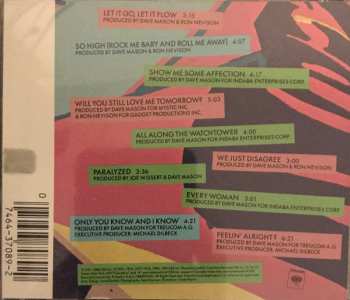 LET IT GO, LET IT FLOW 3:15
PRODUCED BY DAVE MASON & RON NEVISON
SO HIGH (ROCK ME BABY AND ROLL ME AWAY) 4:07
PRODUCED BY DAVE MASON & RON NEVISON
SHOW ME SOME AFFECTION 4:17
PRODUCED BY DAVE MASON FOR INDABA ENTERPRISES CORP.
WILL YOU STILL LOVE ME TOMORROW? 5:03
PRODUCED BY DAVE MASON FOR MYSTIC INC.
& RON NEVISON FOR GADGET PRODUCTIONS INC.
ALL ALONG THE WATCHTOWER 4:00
PRODUCED BY DAVE MASON FOR INDABA ENTERPRISES CORP.
WE JUST DISAGREE 3:05
PRODUCED BY DAVE MASON & RON NEVISON
PARALYZED 3:36
PRODUCED BY JOE WISSERT & DAVE MASON
EVERY WOMAN 3:01
PRODUCED BY DAVE MASON FOR INDABA ENTERPRISES CORP.
ONLY YOU KNOW AND I KNOW 4:21
PRODUCED BY DAVE MASON FOR TREUCOM A.G.
EXECUTIVE PRODUCER: MICHAEL DILBECK
FEELIN' ALRIGHT? 6:21
PRODUCED BY DAVE MASON FOR TREUCOM A.G.
EXECUTIVE PRODUCER: MICHAEL DILBECK
0 7464-37089-2